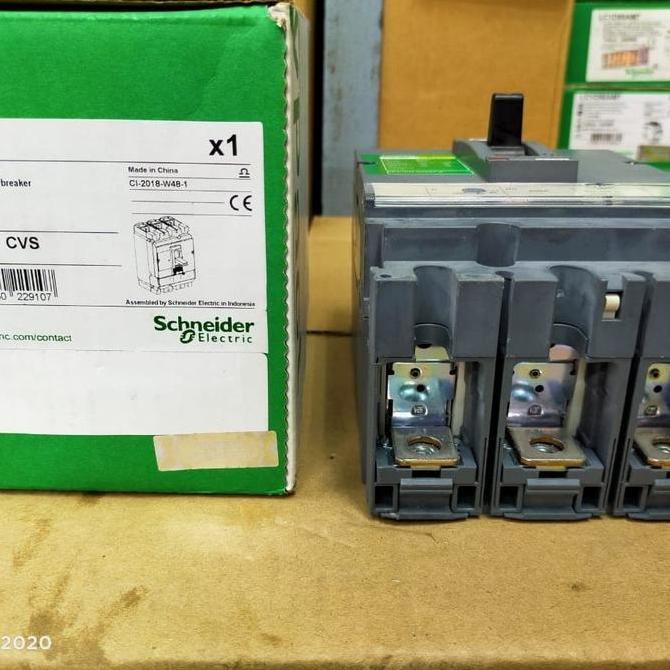 x1
Made in China
breaker
CI-2018-W48-1
CE
CVS
229107
Assembled by Schneider Electric in Indonesia
Schneider
Electric
.com/contact
2020